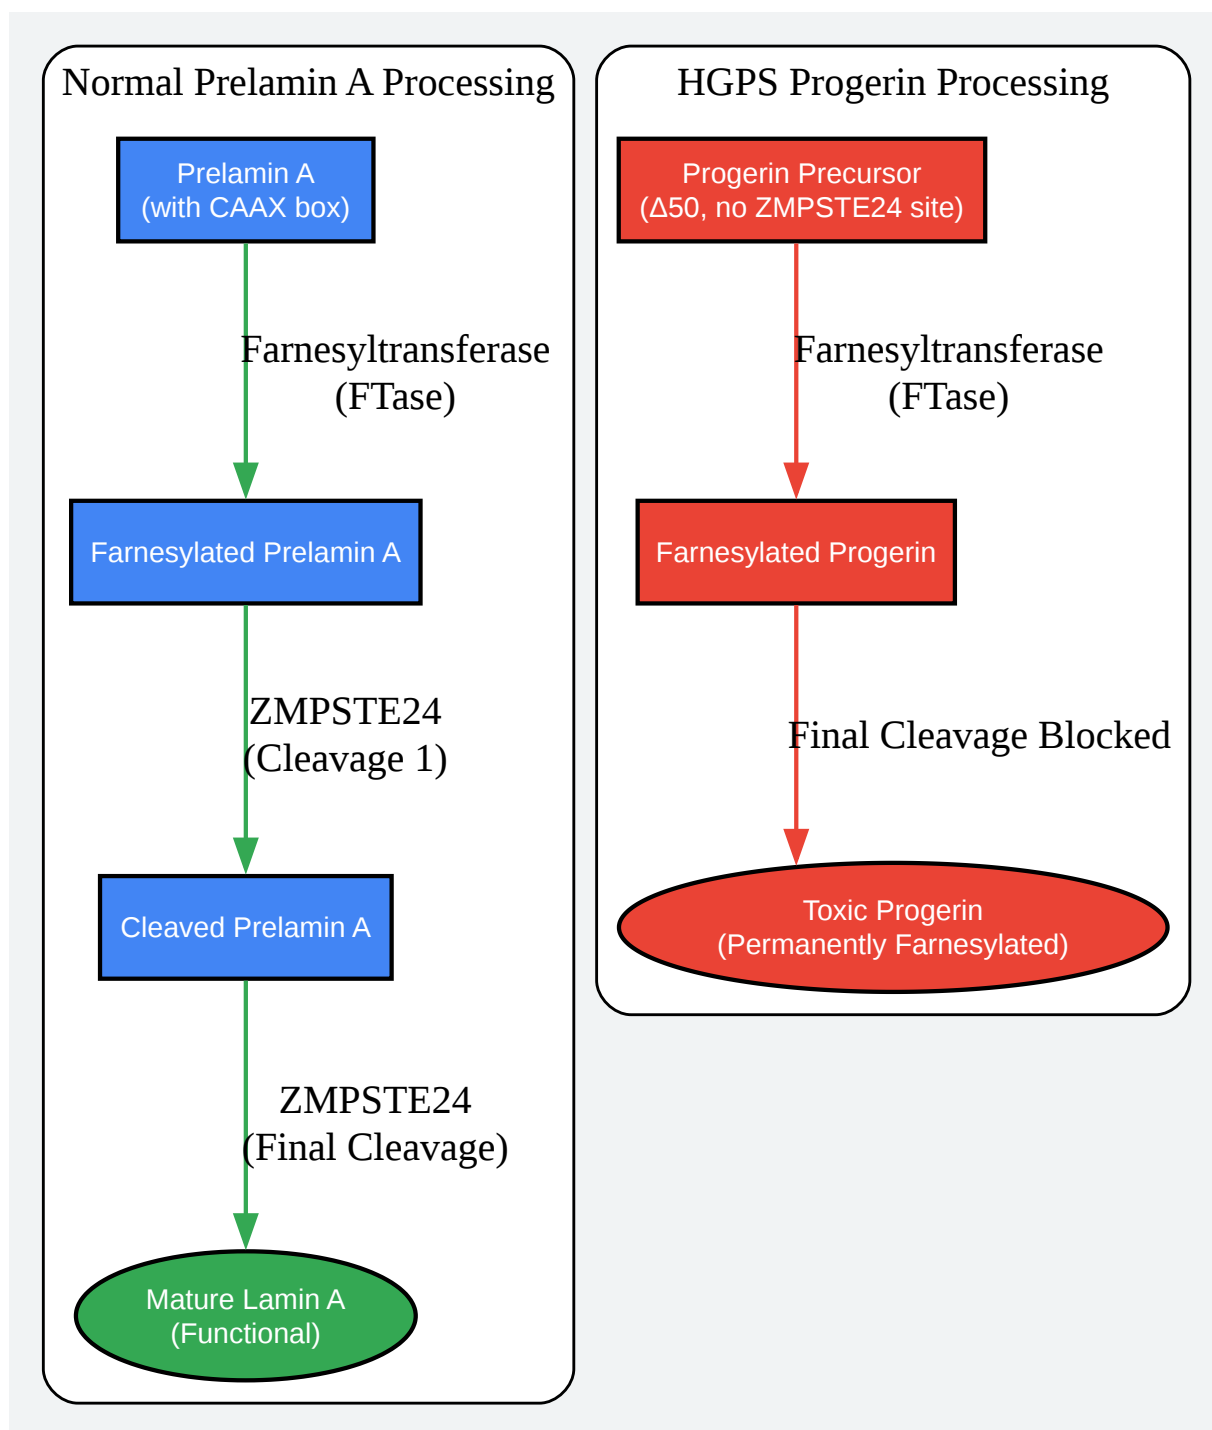 Normal Prelamin A Processing
Prelamin A
(with CAAX box)
Farnesyltransferase
(FTase)
Farnesylated Prelamin A
ZMPSTE24
(Cleavage 1)
Cleaved Prelamin A
ZMPSTE24
(Final Cleavage)
Mature Lamin A
(Functional)
HGPS Progerin Processing
Progerin Precursor
(Δ50, no ZMPSTE24 site)
Farnesyltransferase
(FTase)
Farnesylated Progerin
Final Cleavage Blocked
Toxic Progerin
(Permanently Farnesylated)